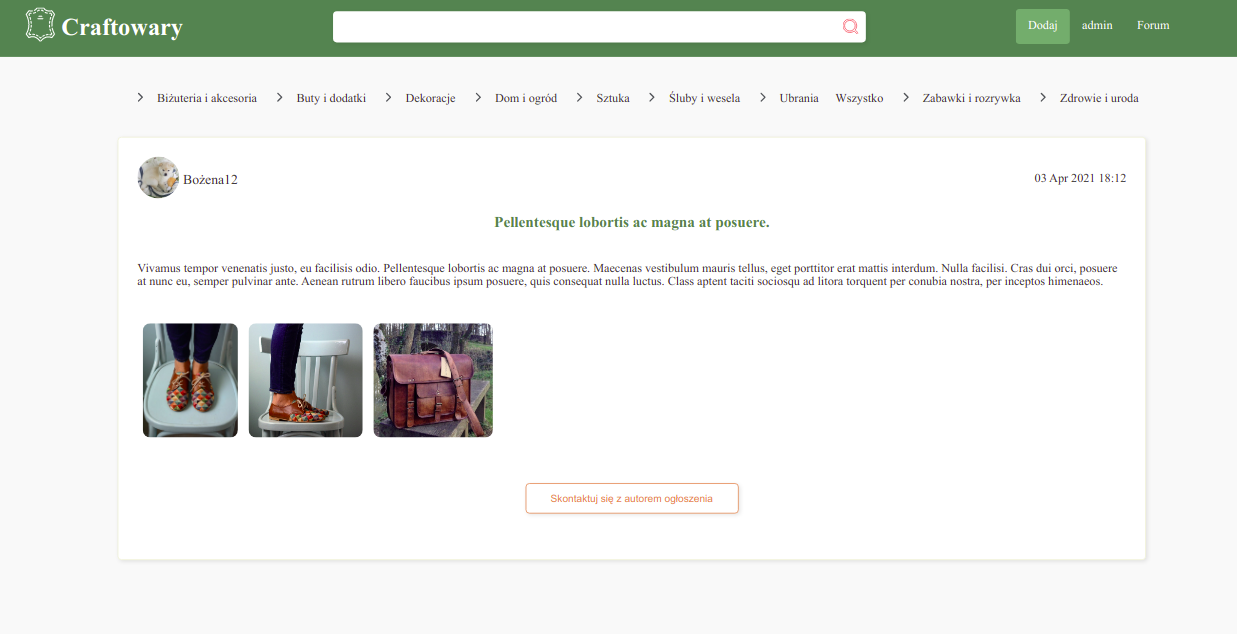 Craftowary
Dodaj admin Forum
Biżuteria i akcesoria Buty i dodatki Dekoracje Dom i ogród Sztuka Śluby i wesela Ubrania Wszystko Zabawki i rozrywka Zdrowie i uroda
Bożena12
03 Apr 2021 18:12
Pellentesque lobortis ac magna at posuere.
Vivamus tempor venenatis justo, eu facilisis odio. Pellentesque lobortis ac magna at posuere. Maecenas vestibulum mauris tellus, eget porttitor erat mattis interdum. Nulla facilisi. Cras dui orci, posuere
at nunc eu, semper pulvinar ante. Aenean rutrum libero faucibus ipsum posuere, quis consequat nulla luctus. Class aptent taciti sociosqu ad litora torquent per conubia nostra, per inceptos himenaeos.
Skontaktuj się z autorem ogłoszenia